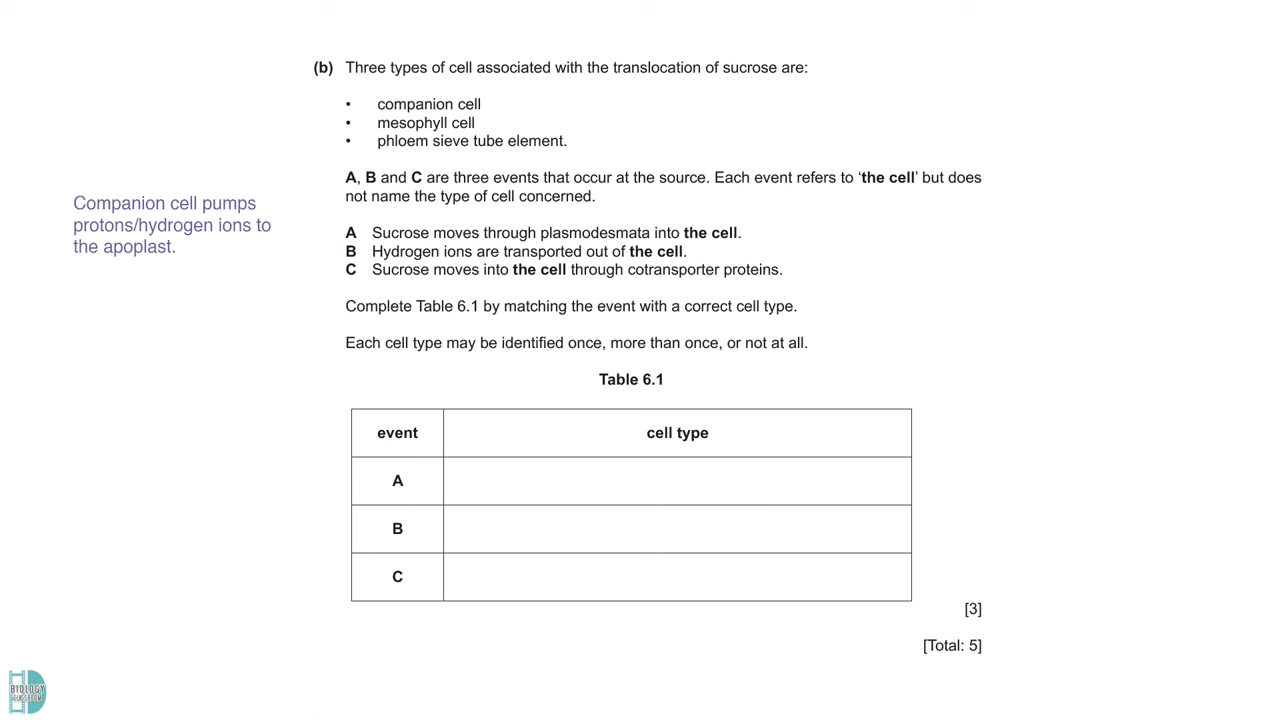 (b) Three types of cell associated with the translocation of sucrose are:
• companion cell
• mesophyll cell
• phloem sieve tube element.
A, B and C are three events that occur at the source. Each event refers to ‘the cell’ but does
not name the type of cell concerned.
Companion cell pumps
protons/hydrogen ions to
the apoplast.
A Sucrose moves through plasmodesmata into the cell.
B Hydrogen ions are transported out of the cell.
C Sucrose moves into the cell through cotransporter proteins.
Complete Table 6.1 by matching the event with a correct cell type.
Each cell type may be identified once, more than once, or not at all.
Table 6.1
event cell type
A
B
C
[3]
[Total: 5]
BIOLOGY
CLASSROOM